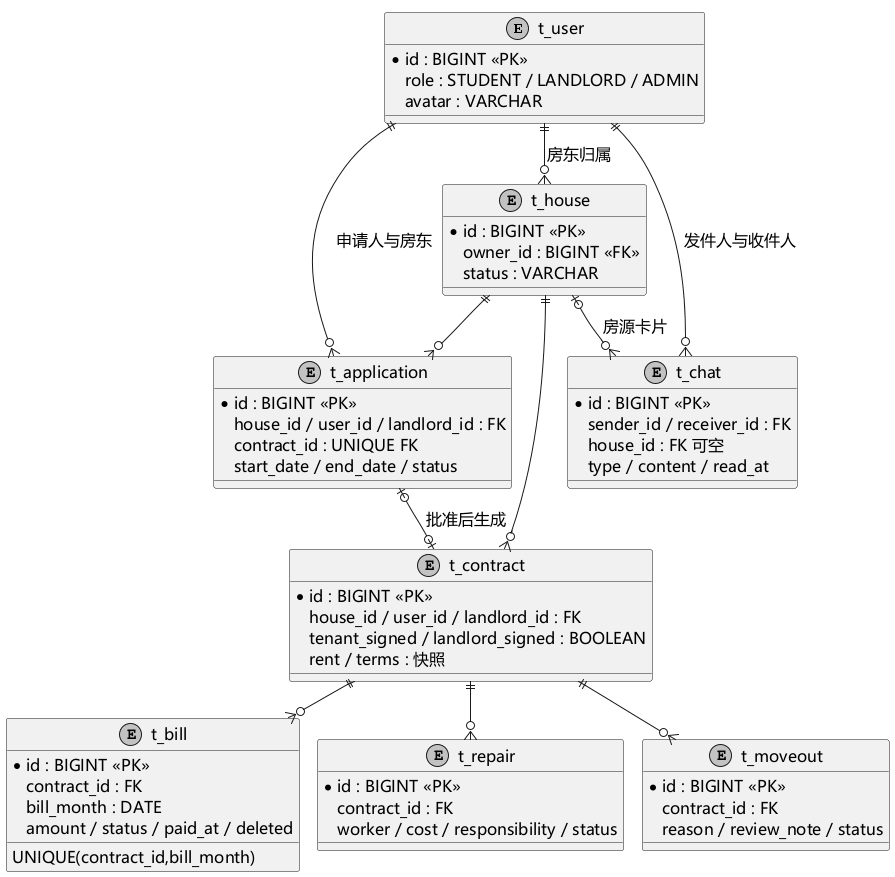 E t_user
id : BIGINT «PK»
role : STUDENT / LANDLORD / ADMIN
avatar : VARCHAR
房东归属
E t_house
id : BIGINT «PK»
owner_id : BIGINT «FK»
status : VARCHAR
申请人与房东
发件人与收件人
房源卡片
E t_application
id : BIGINT «PK»
house_id / user_id / landlord_id : FK
contract_id : UNIQUE FK
start_date / end_date / status
E t_chat
id : BIGINT «PK»
sender_id / receiver_id : FK
house_id : FK 可空
type / content / read_at
批准后生成
E t_contract
id : BIGINT «PK»
house_id / user_id / landlord_id : FK
tenant_signed / landlord_signed : BOOLEAN
rent / terms : 快照
E t_bill
id : BIGINT «PK»
contract_id : FK
bill_month : DATE
amount / status / paid_at / deleted
UNIQUE(contract_id,bill_month)
E t_repair
id : BIGINT «PK»
contract_id : FK
worker / cost / responsibility / status
E t_moveout
id : BIGINT «PK»
contract_id : FK
reason / review_note / status